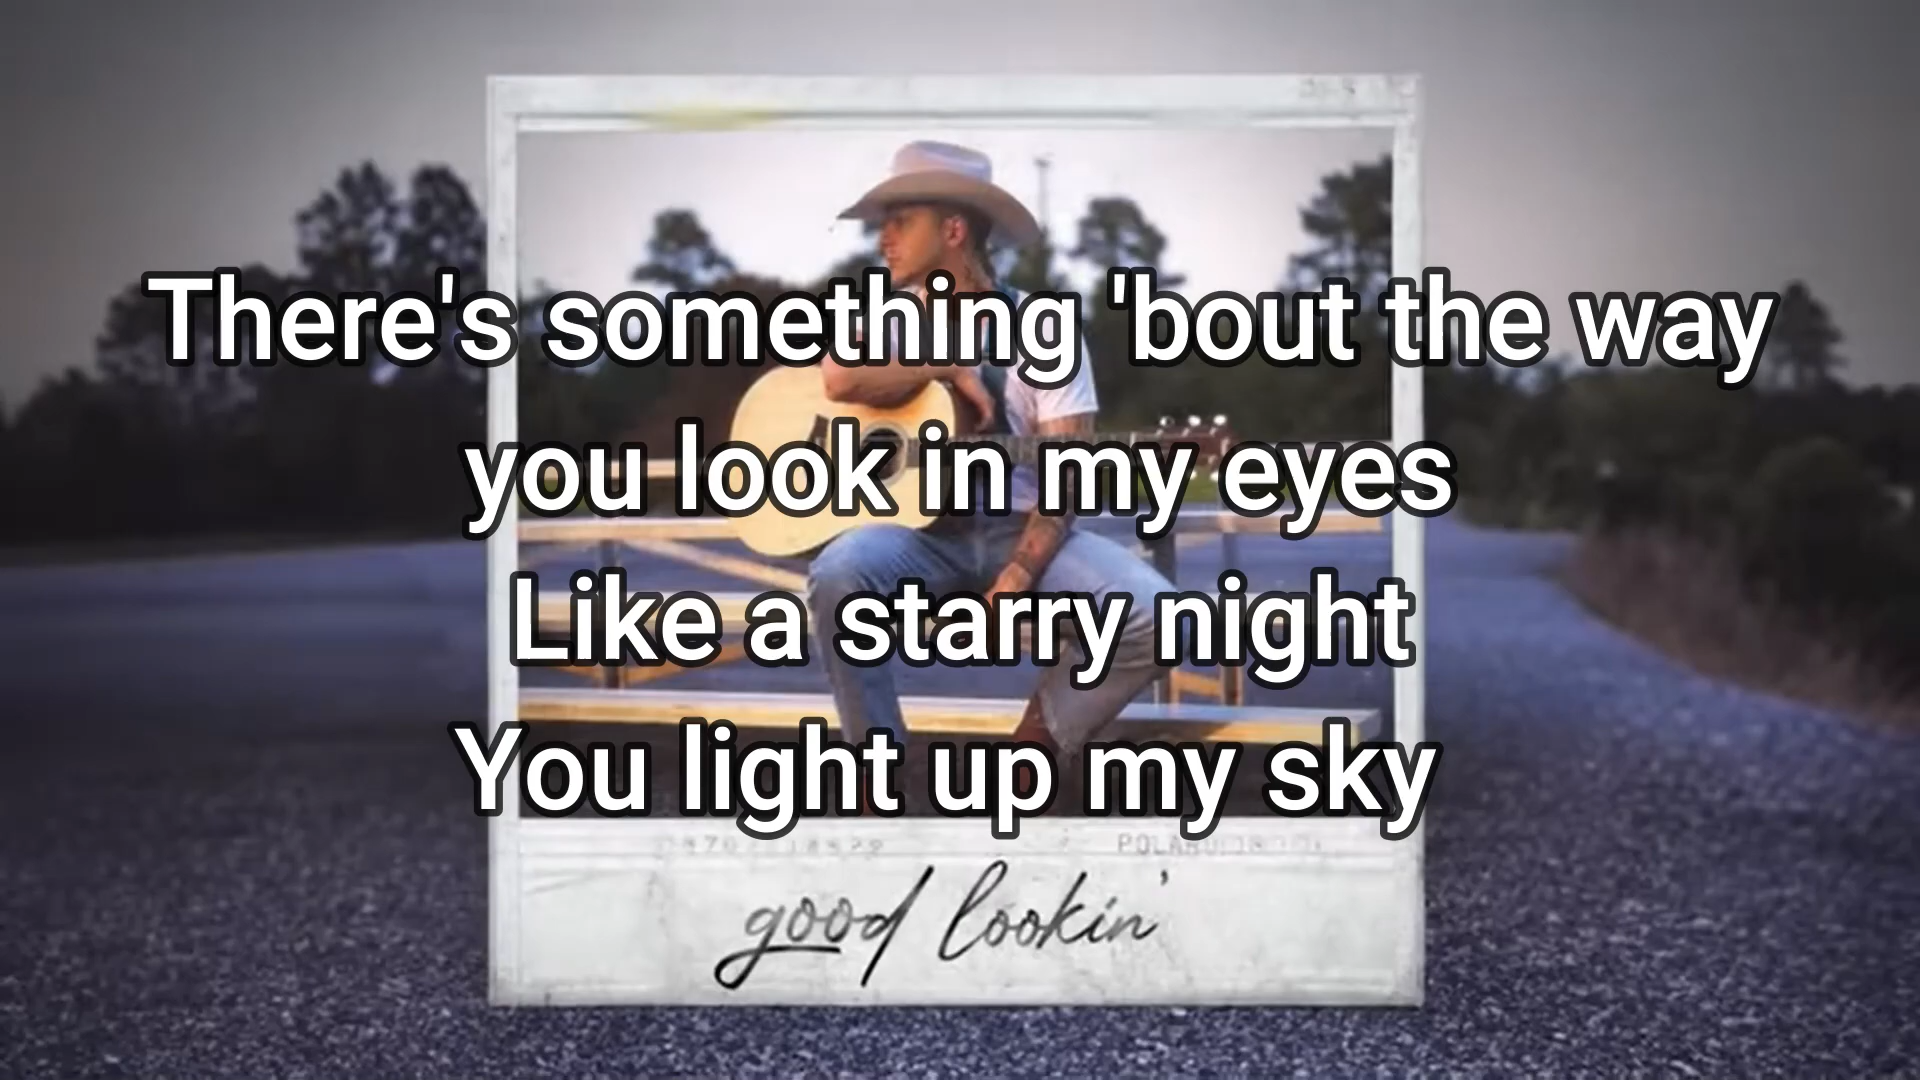 There's something 'bout the way
you look in my eyes
Like a starry night
You light up my sky
good lookin'